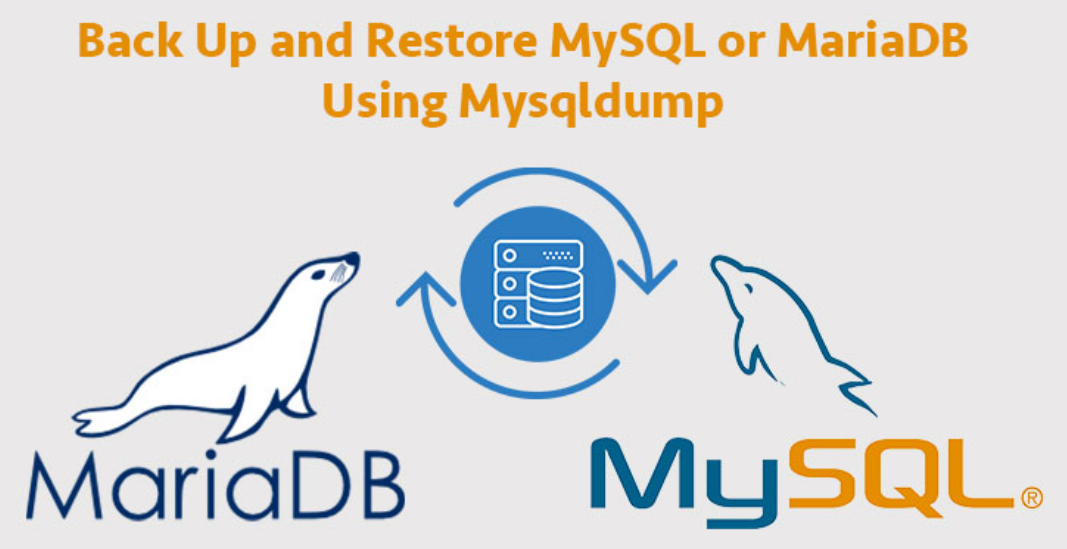 Back Up and Restore MySQL or MariaDB
Using Mysqldump
MariaDB
MySQL®